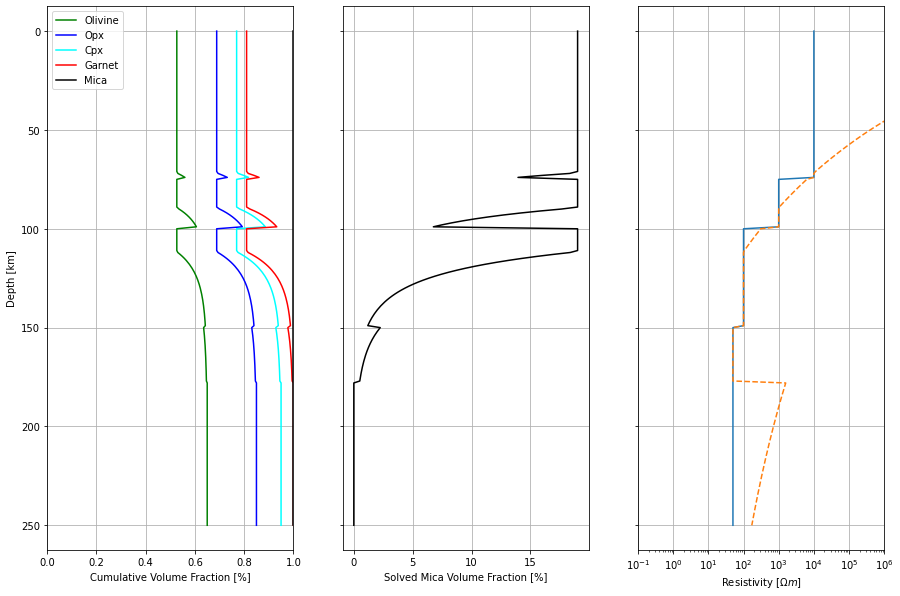 Olivine
Opx
Cpx
Garnet
Mica
Depth [km]
0
50
100
150
200
250
0.0 0.2 0.4 0.6 0.8 1.0
Cumulative Volume Fraction [%]
0 5 10 15
Solved Mica Volume Fraction [%]
10⁻¹ 10⁰ 10¹ 10² 10³ 10⁴ 10⁵ 10⁶
Resistivity [Ωm]